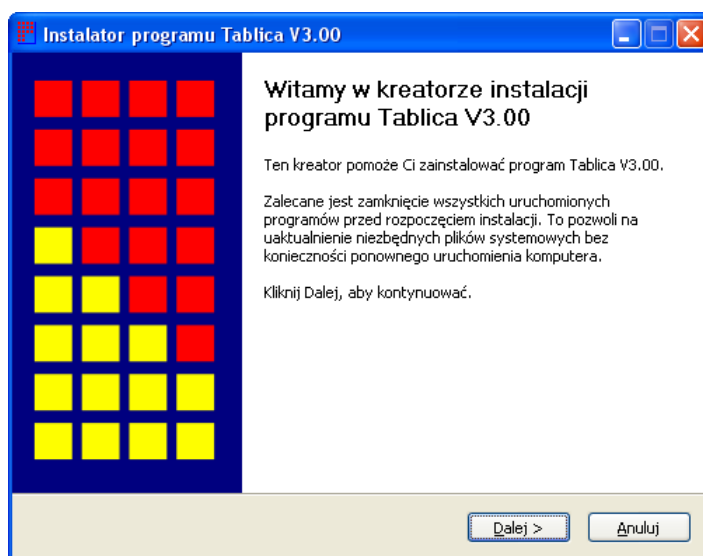 Instalator programu Tablica V3.00
Witamy w kreatorze instalacji
programu Tablica V3.00
Ten kreator pomoże Ci zainstalować program Tablica V3.00.
Zalecane jest zamknięcie wszystkich uruchomionych
programów przed rozpoczęciem instalacji. To pozwoli na
uaktualnienie niezbędnych plików systemowych bez
konieczności ponownego uruchomienia komputera.
Kliknij Dalej, aby kontynuować.
Dalej >
Anuluj